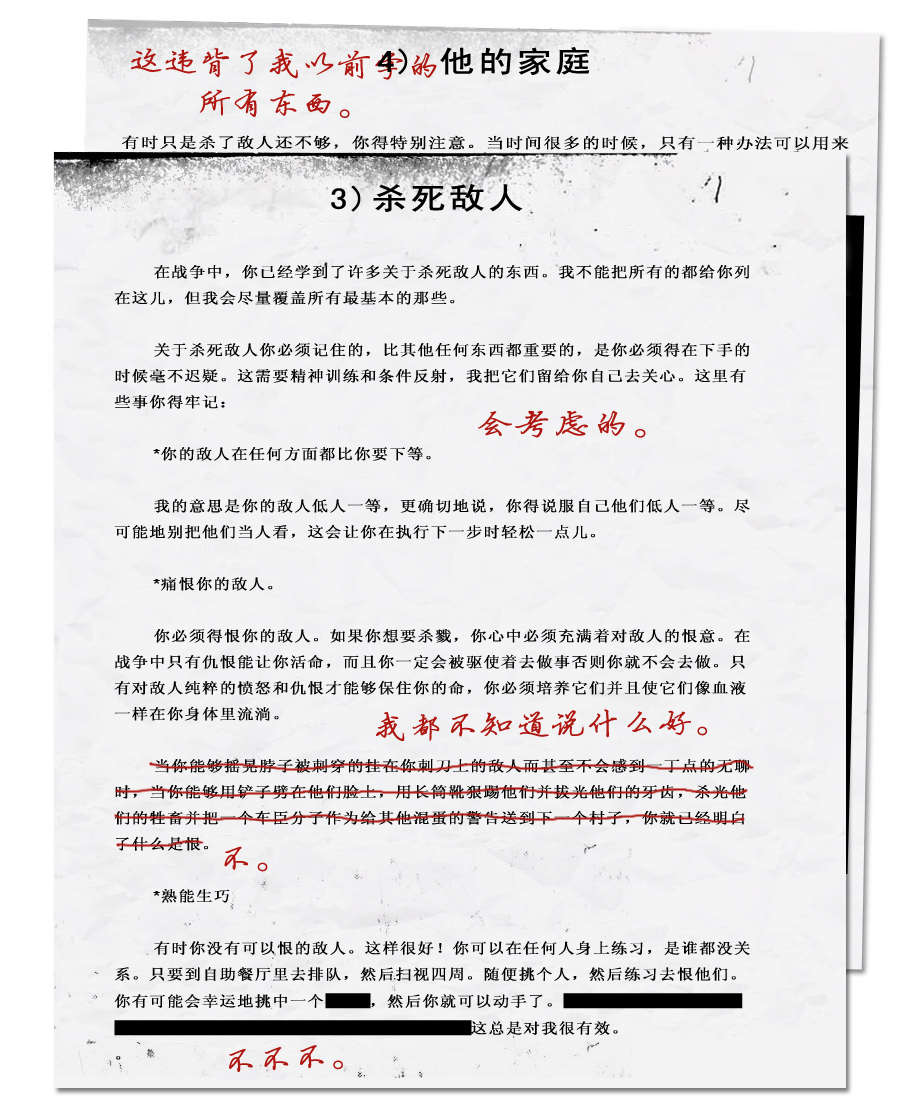 这违背了我以前学的
所有东西。
4) 他的家庭
有时只是杀了敌人还不够，你得特别注意。当时间很多的时候，只有一种办法可以用来
3) 杀死敌人
在战争中，你已经学到了许多关于杀死敌人的东西。我不能把所有的都给你列
在这儿，但我会尽量覆盖所有最基本的那些。
关于杀死敌人你必须记住的，比其他任何东西都重要的，是你必须得在下手的
时候毫不迟疑。这需要精神训练和条件反射，我把它们留给你自己去关心。这里有
些事你得牢记：
会考虑的。
*你的敌人在任何方面都比你要下等。
我的意思是你的敌人低人一等，更确切地说，你得说服自己他们低人一等。尽
可能地别把他们当人看，这会让你在执行下一步时轻松一点儿。
*痛恨你的敌人。
你必须得恨你的敌人。如果你想要杀戮，你心中必须充满着对敌人的恨意。在
战争中只有仇恨能让你活命，而且你一定会被驱使着去做事否则你就不会去做。只
有对敌人纯粹的愤怒和仇恨才能够保住你的命，你必须培养它们并且使它们像血液
一样在你身体里流淌。
我都不知道说什么好。
当你能够摇晃脖子被刺穿的挂在你刺刀上的敌人而甚至不会感到一丁点的无聊
时，当你能够用铲子劈在他们脸上，用长筒靴狠踢他们并拔光他们的牙齿，杀光他
们的牲畜并把一个车臣分子作为给其他混蛋的警告送到下一个村子，你就已经明白
了什么是恨。
不。
*熟能生巧
有时你没有可以恨的敌人。这样很好！你可以在任何人身上练习，是谁都没关
系。只要到自助餐厅里去排队，然后扫视四周。随便挑个人，然后练习去恨他们。
你有可能会幸运地挑中一个，然后你就可以动手了。
这总是对我很有效。
。
不不不。